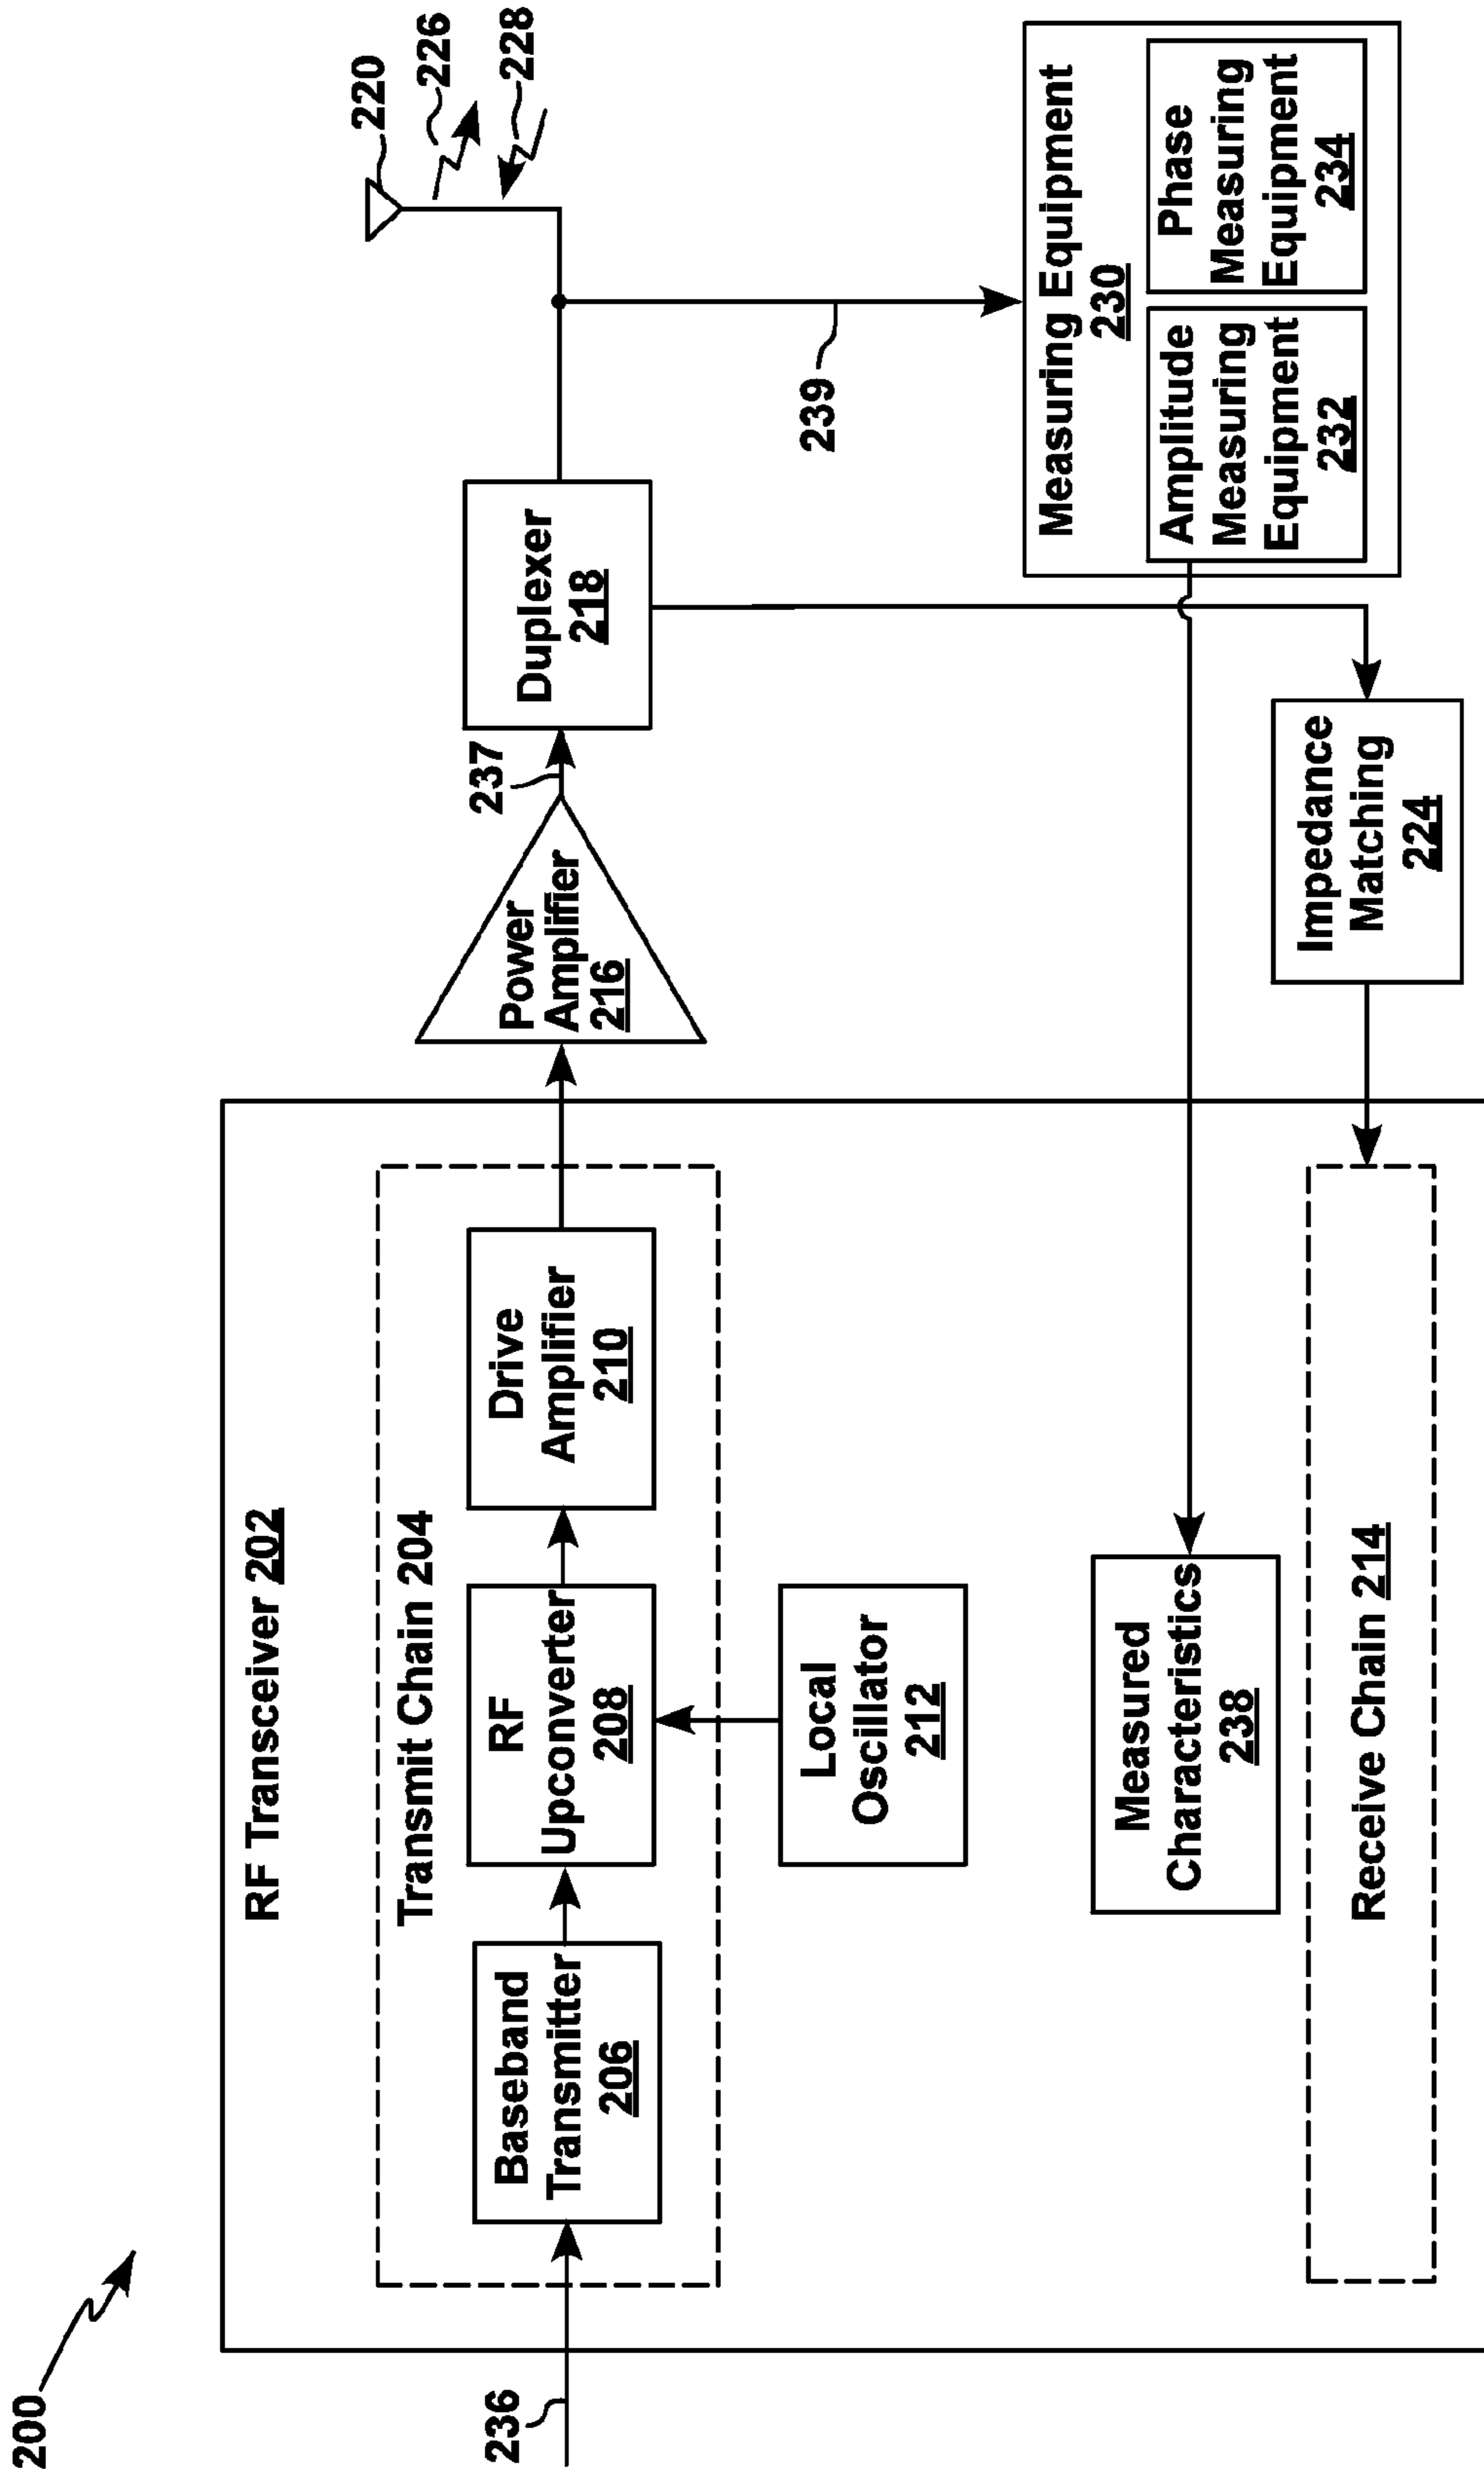 200
RF Transceiver 202
Transmit Chain 204
236
Baseband
Transmitter
206
RF
Upconverter
208
Drive
Amplifier
210
Local
Oscillator
212
Power
Amplifier
216
237
Duplexer
218
220
226
228
239
Measuring Equipment
230
Amplitude
Measuring
Equipment
232
Phase
Measuring
Equipment
234
Measured
Characteristics
238
Impedance
Matching
224
Receive Chain 214